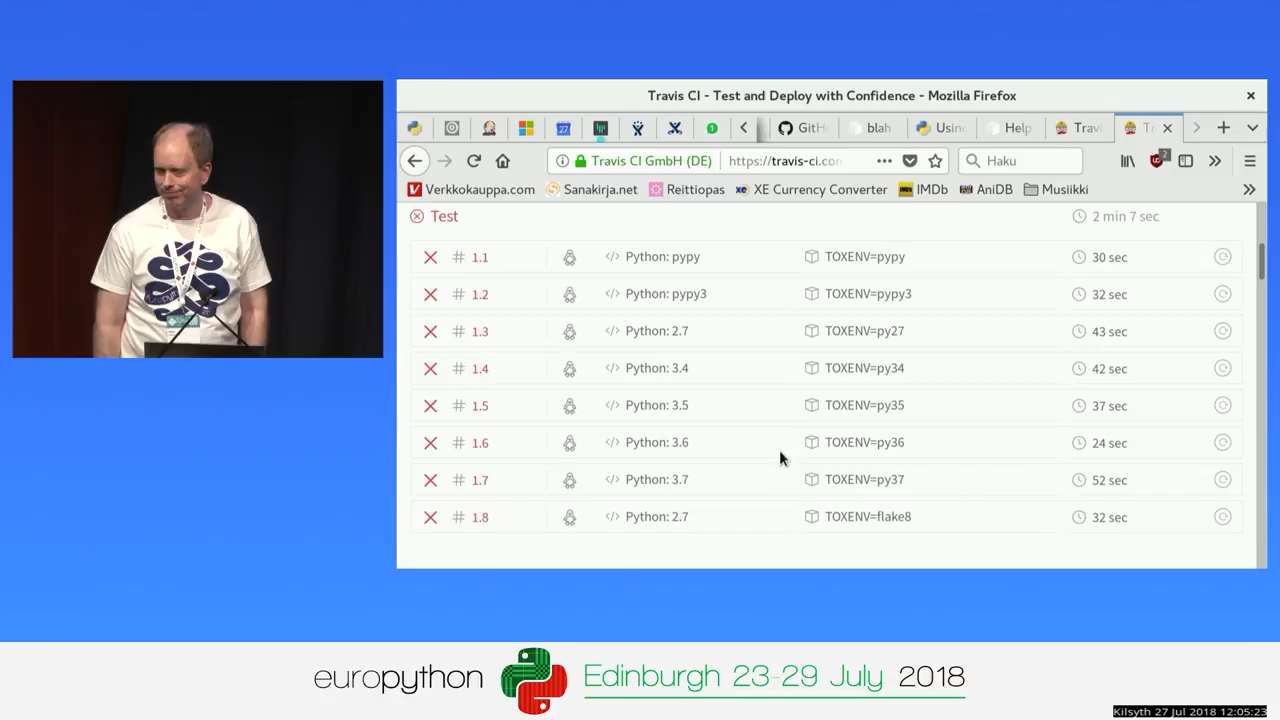 Travis CI - Test and Deploy with Confidence - Mozilla Firefox
GitH
blah
Usin
Help
Travi
Tr
Travis CI GmbH (DE)
https://travis-ci.con
Haku
2
Verkkokauppa.com
Sanakirja.net
Reittiopas
XE Currency Converter
IMDb
AniDB
Musiikki
Test
2 min 7 sec
# 1.1 Python: pypy TOXENV=pypy 30 sec
# 1.2 Python: pypy3 TOXENV=pypy3 32 sec
# 1.3 Python: 2.7 TOXENV=py27 43 sec
# 1.4 Python: 3.4 TOXENV=py34 42 sec
# 1.5 Python: 3.5 TOXENV=py35 37 sec
# 1.6 Python: 3.6 TOXENV=py36 24 sec
# 1.7 Python: 3.7 TOXENV=py37 52 sec
# 1.8 Python: 2.7 TOXENV=flake8 32 sec
europython
Edinburgh 23-29 July 2018
Kilsyth 27 Jul 2018 12:05:23